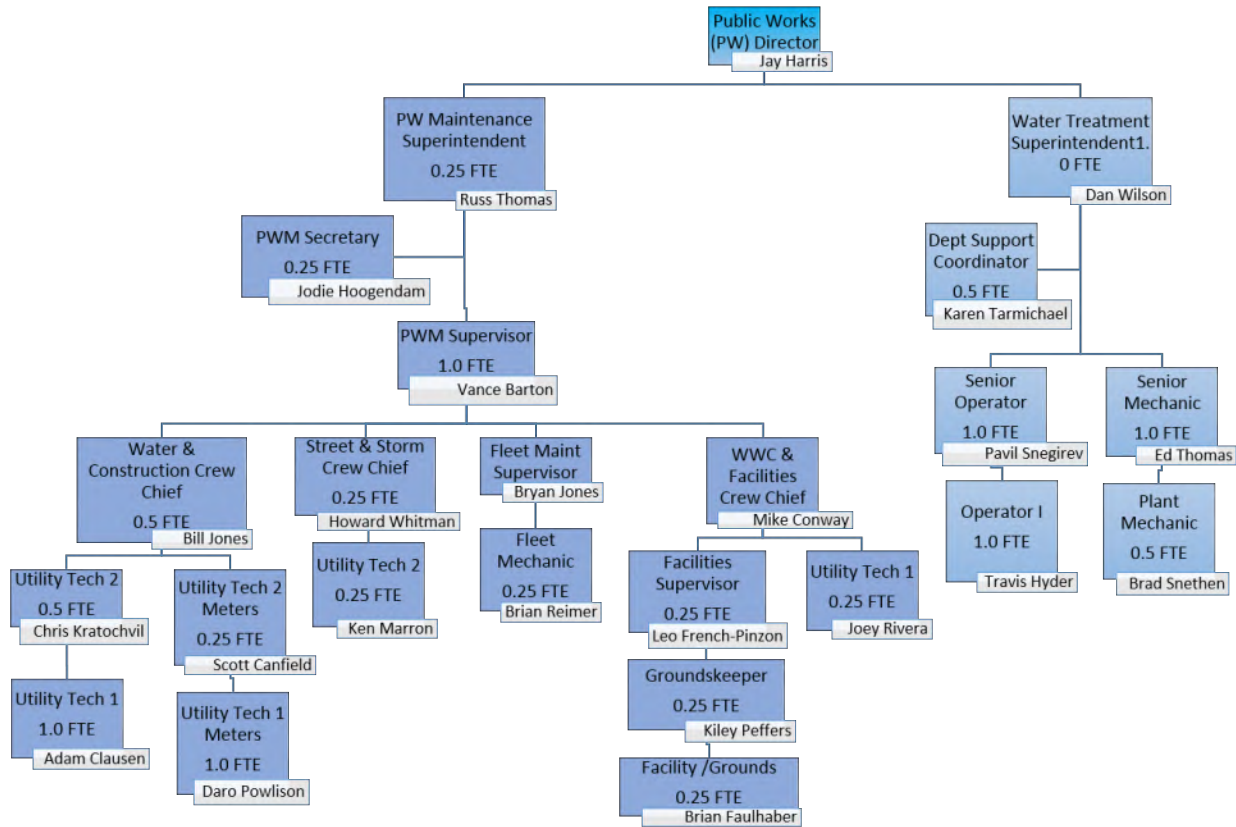 Public Works
(PW) Director
Jay Harris
PW Maintenance
Superintendent
0.25 FTE
Russ Thomas
Water Treatment
Superintendent1.
0 FTE
Dan Wilson
PWM Secretary
0.25 FTE
Jodie Hoogendam
Dept Support
Coordinator
0.5 FTE
Karen Tarmichael
PWM Supervisor
1.0 FTE
Vance Barton
Senior
Operator
1.0 FTE
Pavil Snegirev
Senior
Mechanic
1.0 FTE
Ed Thomas
Water &
Construction Crew
Chief
0.5 FTE
Bill Jones
Street & Storm
Crew Chief
0.25 FTE
Howard Whitman
Fleet Maint
Supervisor
Bryan Jones
WWC &
Facilities
Crew Chief
Mike Conway
Operator I
1.0 FTE
Travis Hyder
Plant
Mechanic
0.5 FTE
Brad Snethen
Utility Tech 2
0.5 FTE
Chris Kratochvil
Utility Tech 2
Meters
0.25 FTE
Scott Canfield
Utility Tech 2
0.25 FTE
Ken Marron
Fleet
Mechanic
0.25 FTE
Brian Reimer
Facilities
Supervisor
0.25 FTE
Leo French-Pinzon
Utility Tech 1
0.25 FTE
Joey Rivera
Utility Tech 1
1.0 FTE
Adam Clausen
Utility Tech 1
Meters
1.0 FTE
Daro Powlison
Groundskeeper
0.25 FTE
Kiley Peffers
Facility /Grounds
0.25 FTE
Brian Faulhaber